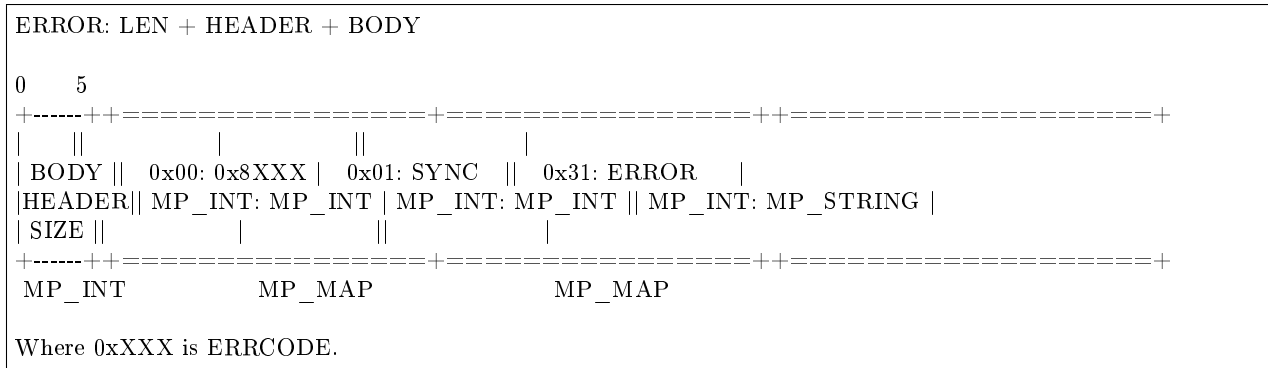 ERROR: LEN + HEADER + BODY
0 5
+------++================+================++===================+
| || | || |
| BODY || 0x00: 0x8XXX | 0x01: SYNC || 0x31: ERROR |
|HEADER|| MP_INT: MP_INT | MP_INT: MP_INT || MP_INT: MP_STRING |
| SIZE || | || |
+------++================+================++===================+
MP_INT MP_MAP MP_MAP
Where 0xXXX is ERRCODE.